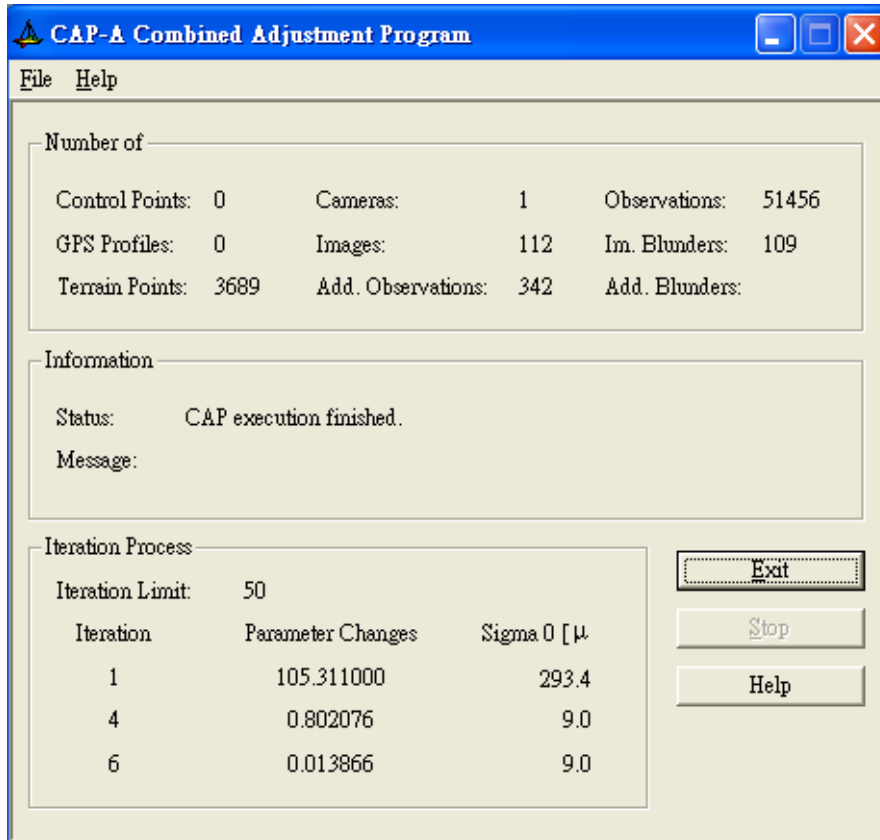 CAP-A Combined Adjustment Program
File Help
Number of
Control Points: 0 Cameras: 1 Observations: 51456
GPS Profiles: 0 Images: 112 Im. Blunders: 109
Terrain Points: 3689 Add. Observations: 342 Add. Blunders:
Information
Status: CAP execution finished.
Message:
Iteration Process
Iteration Limit: 50
Iteration Parameter Changes Sigma 0 [μ
1 105.311000 293.4
4 0.802076 9.0
6 0.013866 9.0
Exit
Stop
Help